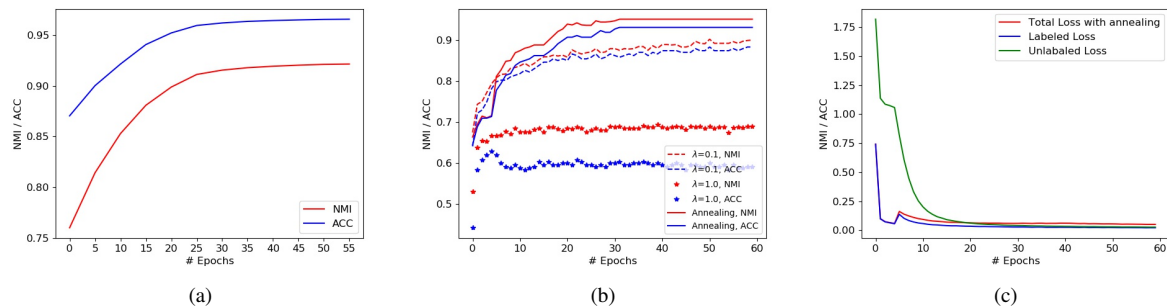 0.95
0.90
0.85
0.80
0.75
NMI / ACC
0 5 10 15 20 25 30 35 40 45 50 55
# Epochs
NMI
ACC
(a)
0.9
0.8
0.7
0.6
0.5
NMI / ACC
0 10 20 30 40 50 60
# Epochs
λ=0.1, NMI
λ=0.1, ACC
λ=1.0, NMI
λ=1.0, ACC
Annealing, NMI
Annealing, ACC
(b)
1.75
1.50
1.25
1.00
0.75
0.50
0.25
0.00
NMI / ACC
0 10 20 30 40 50 60
# Epochs
Total Loss with annealing
Labeled Loss
Unlabaled Loss
(c)